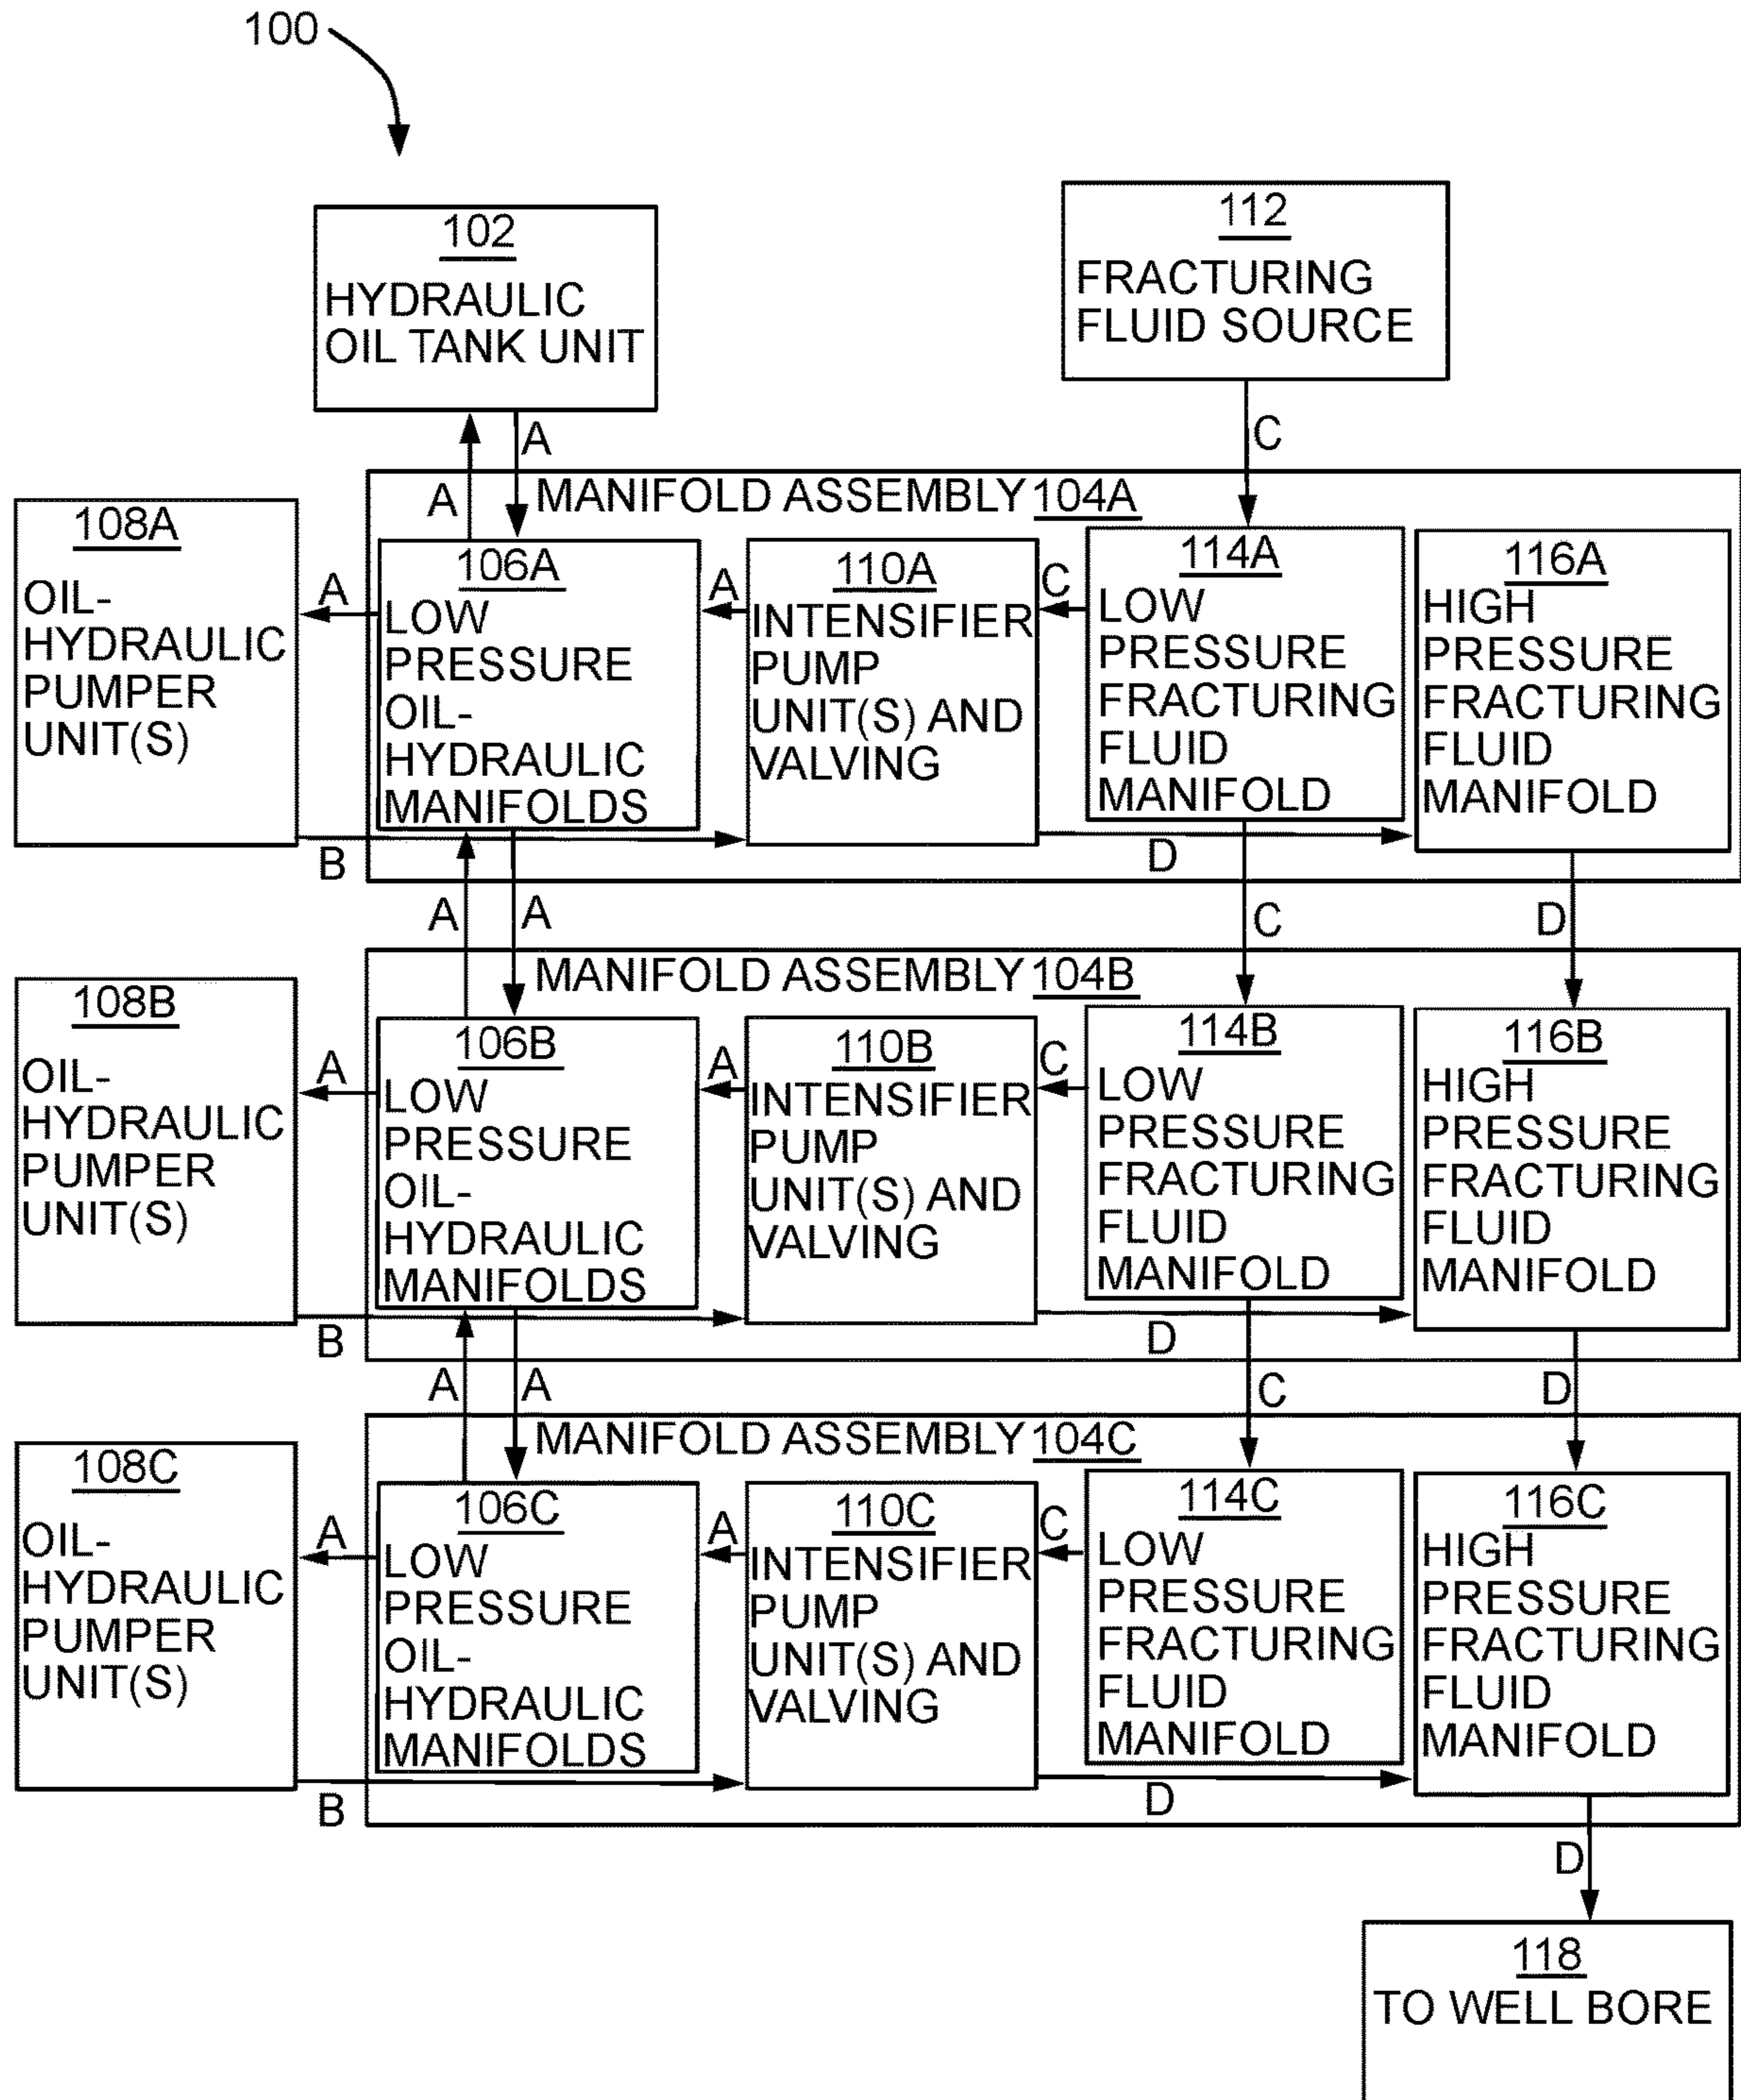 100
102
HYDRAULIC
OIL TANK UNIT
112
FRACTURING
FLUID SOURCE
A
A
C
MANIFOLD ASSEMBLY 104A
108A
OIL-
HYDRAULIC
PUMPER
UNIT(S)
A
106A
LOW
PRESSURE
OIL-
HYDRAULIC
MANIFOLDS
A
110A
INTENSIFIER
PUMP
UNIT(S) AND
VALVING
C
114A
LOW
PRESSURE
FRACTURING
FLUID
MANIFOLD
116A
HIGH
PRESSURE
FRACTURING
FLUID
MANIFOLD
B
D
A
A
C
D
MANIFOLD ASSEMBLY 104B
108B
OIL-
HYDRAULIC
PUMPER
UNIT(S)
A
106B
LOW
PRESSURE
OIL-
HYDRAULIC
MANIFOLDS
A
110B
INTENSIFIER
PUMP
UNIT(S) AND
VALVING
C
114B
LOW
PRESSURE
FRACTURING
FLUID
MANIFOLD
116B
HIGH
PRESSURE
FRACTURING
FLUID
MANIFOLD
B
D
A
A
C
D
MANIFOLD ASSEMBLY 104C
108C
OIL-
HYDRAULIC
PUMPER
UNIT(S)
A
106C
LOW
PRESSURE
OIL-
HYDRAULIC
MANIFOLDS
A
110C
INTENSIFIER
PUMP
UNIT(S) AND
VALVING
C
114C
LOW
PRESSURE
FRACTURING
FLUID
MANIFOLD
116C
HIGH
PRESSURE
FRACTURING
FLUID
MANIFOLD
B
D
D
118
TO WELL BORE